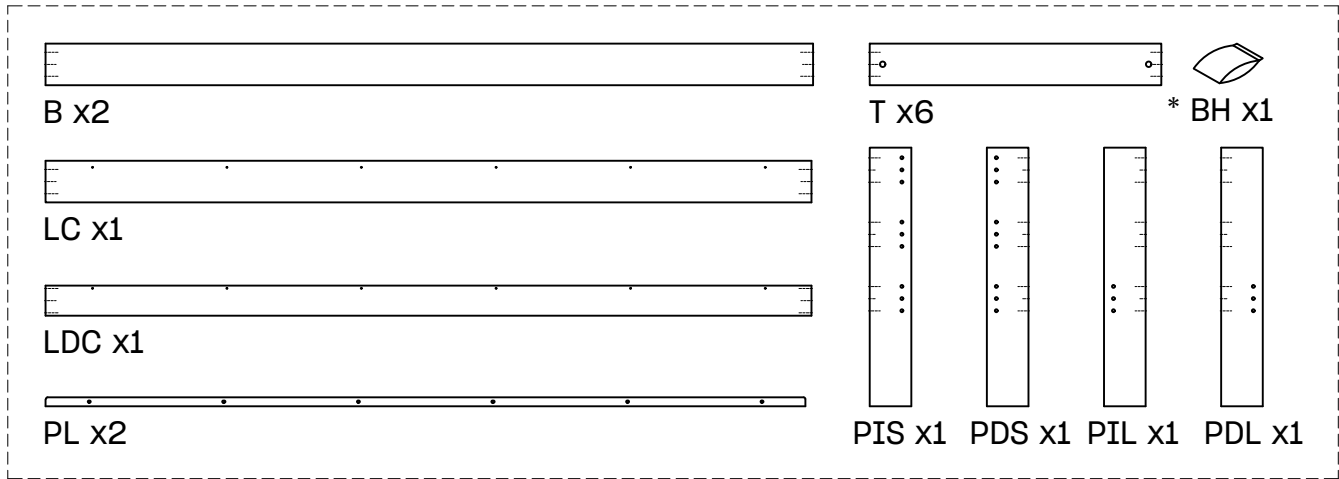 B x2
T x6
* BH x1
LC x1
LDC x1
PL x2
PIS x1
PDS x1
PIL x1
PDL x1